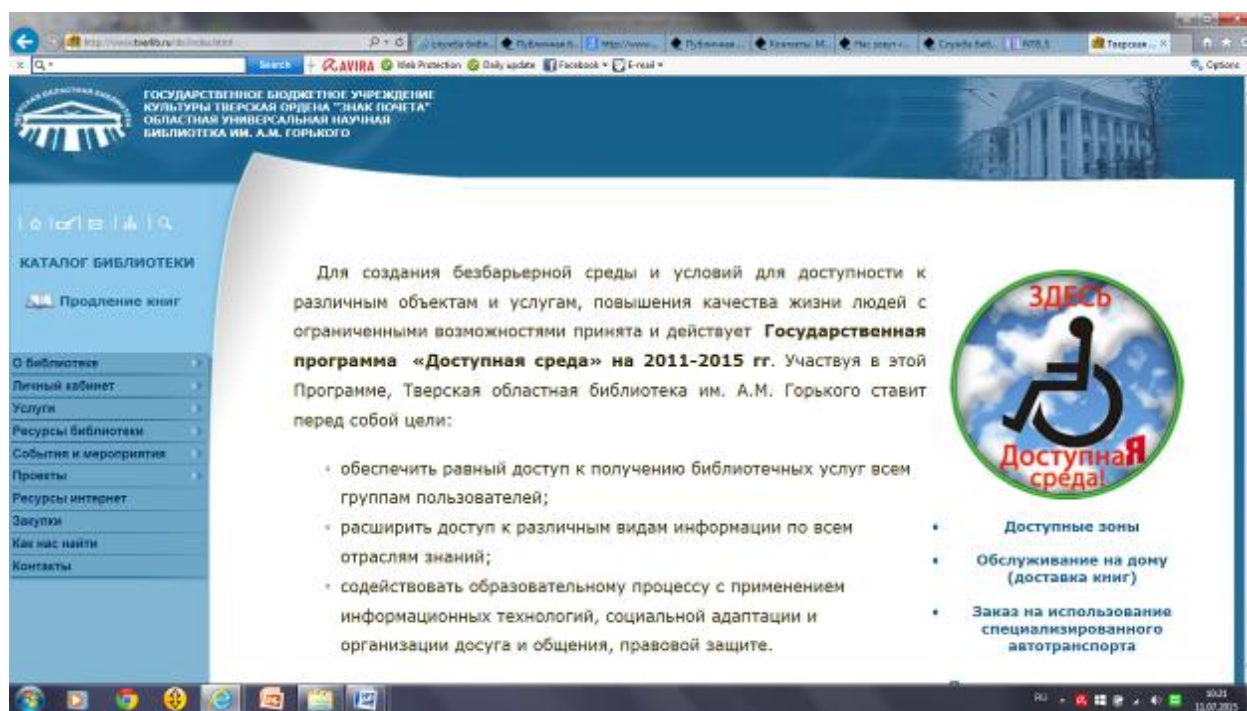 Search
AVIRA Web Protection Daily update Facebook E-mail Options
ГОСУДАРСТВЕННОЕ БЮДЖЕТНОЕ УЧРЕЖДЕНИЕ
КУЛЬТУРЫ ТВЕРСКАЯ ОРДЕНА "ЗНАК ПОЧЕТА"
ОБЛАСТНАЯ УНИВЕРСАЛЬНАЯ НАУЧНАЯ
БИБЛИОТЕКА ИМ. А.М. ГОРЬКОГО
КАТАЛОГ БИБЛИОТЕКИ
Продление книг
О библиотеке
Личный кабинет
Услуги
Ресурсы библиотеки
События и мероприятия
Проекты
Ресурсы интернет
Закупки
Как нас найти
Контакты
Для создания безбарьерной среды и условий для доступности к
различным объектам и услугам, повышения качества жизни людей с
ограниченными возможностями принята и действует Государственная
программа «Доступная среда» на 2011-2015 гг. Участвуя в этой
Программе, Тверская областная библиотека им. А.М. Горького ставит
перед собой цели:
обеспечить равный доступ к получению библиотечных услуг всем
группам пользователей;
расширить доступ к различным видам информации по всем
отраслям знаний;
содействовать образовательному процессу с применением
информационных технологий, социальной адаптации и
организации досуга и общения, правовой защите.
ЗДЕСЬ
ДоступнаЯ
среда!
Доступные зоны
Обслуживание на дому
(доставка книг)
Заказ на использование
специализированного
автотранспорта
RU
10:21
11.07.2015